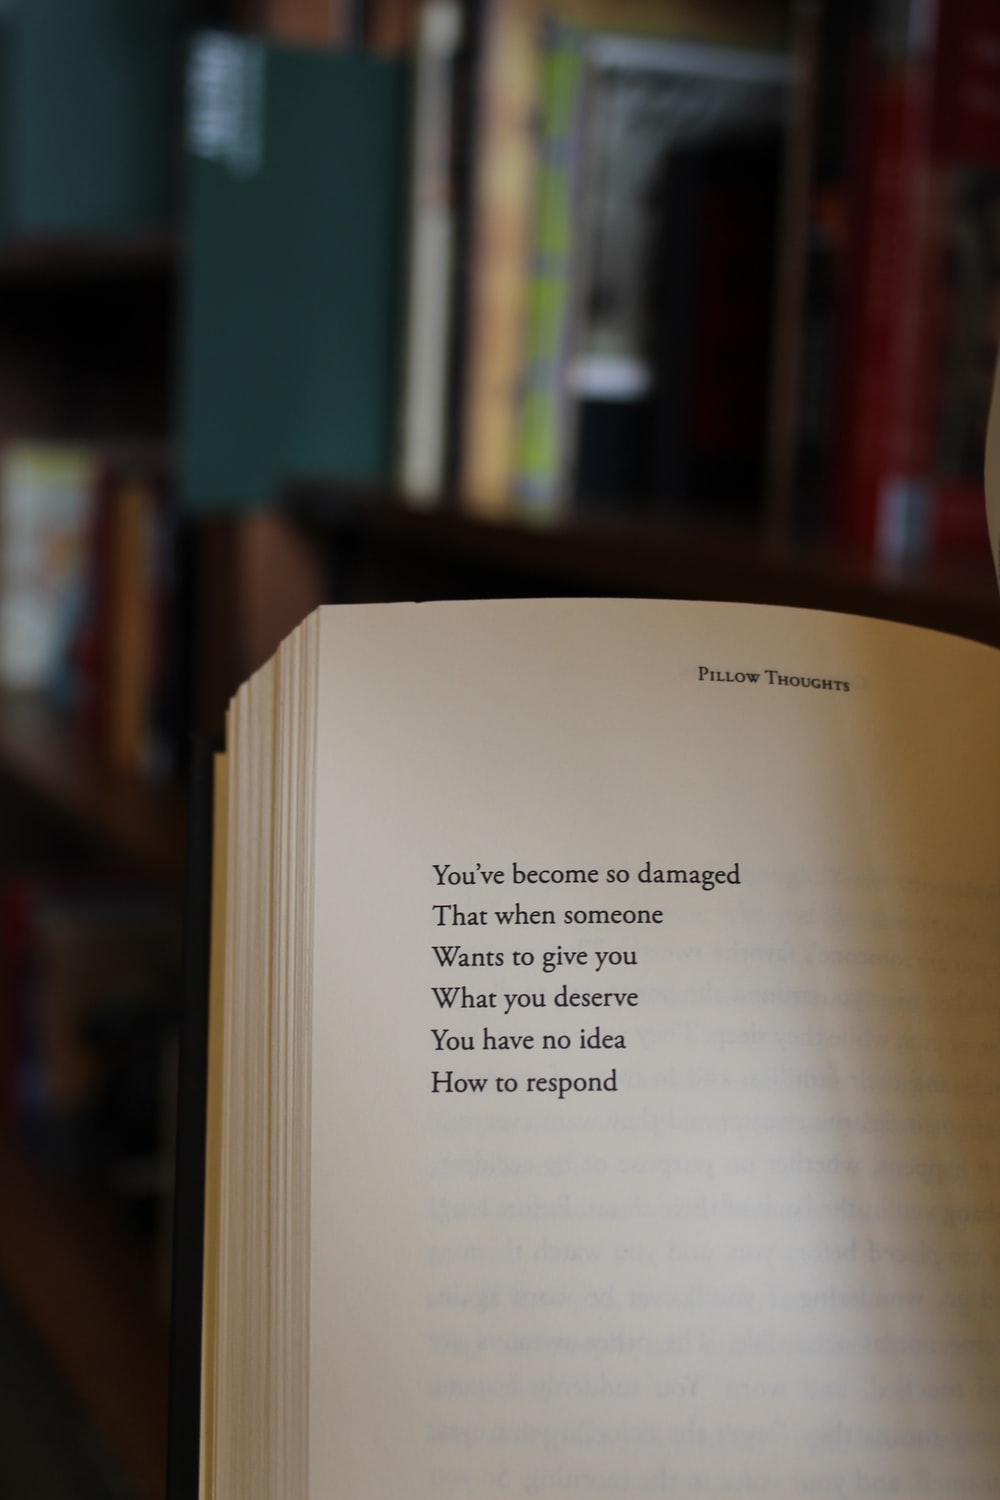 Pillow Thoughts
You've become so damaged
That when someone
Wants to give you
What you deserve
You have no idea
How to respond